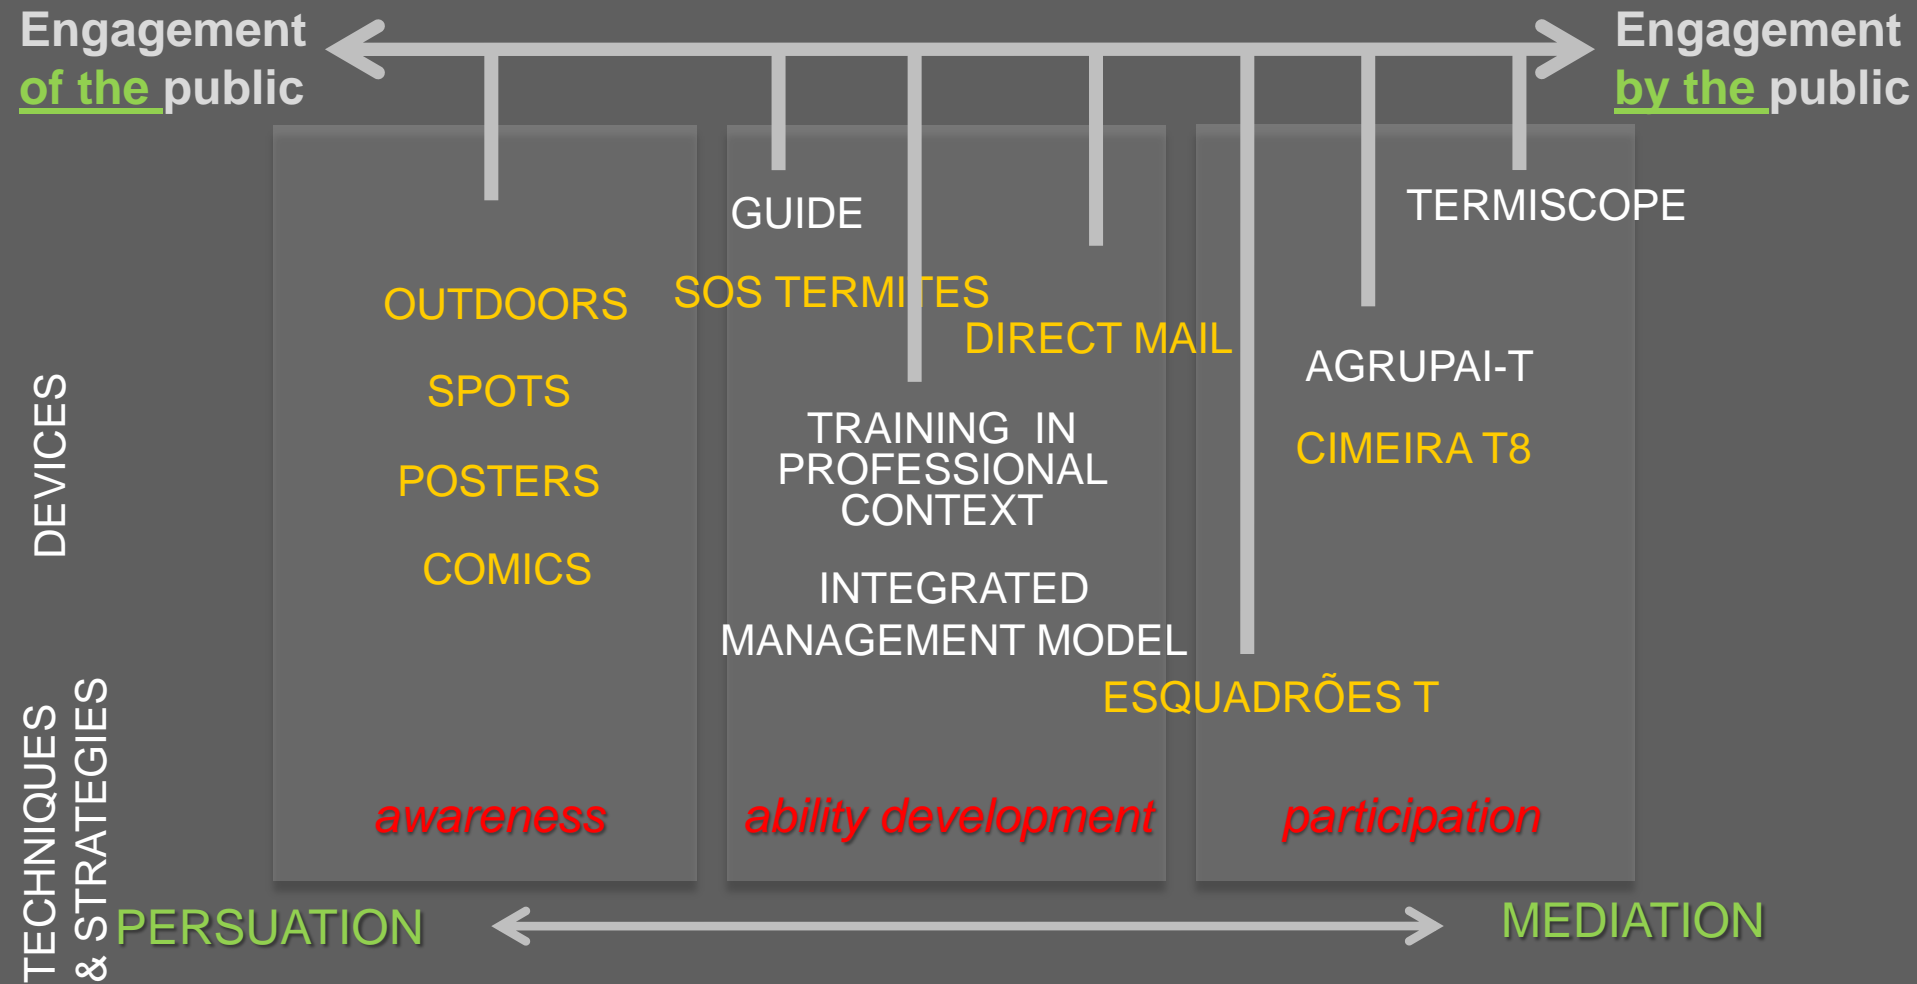 Engagement
of the public
Engagement
by the public
DEVICES
OUTDOORS
SPOTS
POSTERS
COMICS
awareness
GUIDE
SOS TERMITES
DIRECT MAIL
TRAINING IN
PROFESSIONAL
CONTEXT
INTEGRATED
MANAGEMENT MODEL
ability development
TERMISCOPE
AGRUPAI-T
CIMEIRA T8
ESQUADRÕES T
participation
TECHNIQUES
& STRATEGIES
PERSUATION
MEDIATION